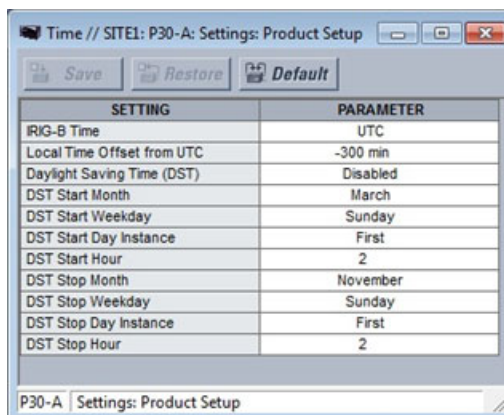 Time // SITE1: P30-A: Settings: Product Setup
Save Restore Default
SETTING PARAMETER
IRIG-B Time UTC
Local Time Offset from UTC -300 min
Daylight Saving Time (DST) Disabled
DST Start Month March
DST Start Weekday Sunday
DST Start Day Instance First
DST Start Hour 2
DST Stop Month November
DST Stop Weekday Sunday
DST Stop Day Instance First
DST Stop Hour 2
P30-A Settings: Product Setup